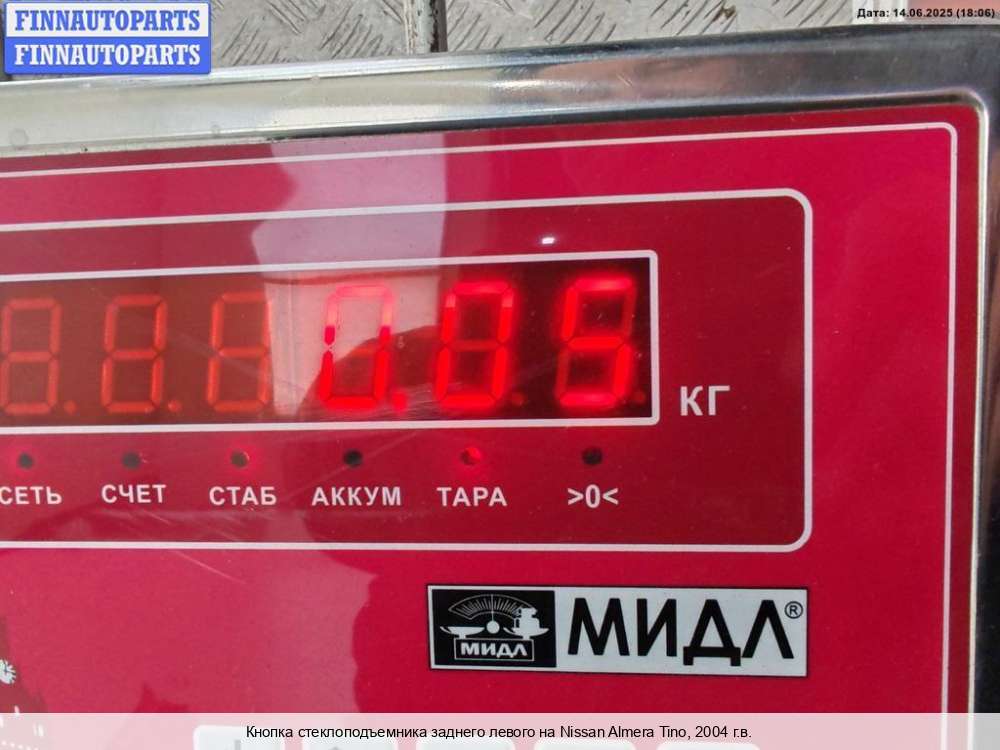 FINNAUTOPARTS
FINNAUTOPARTS
Дата: 14.06.2025 (18:06)
0.05
КГ
СЕТЬ СЧЕТ СТАБ АККУМ ТАРА >0<
МИДЛ
МИДЛ®
Кнопка стеклоподъемника заднего левого на Nissan Almera Tino, 2004 г.в.